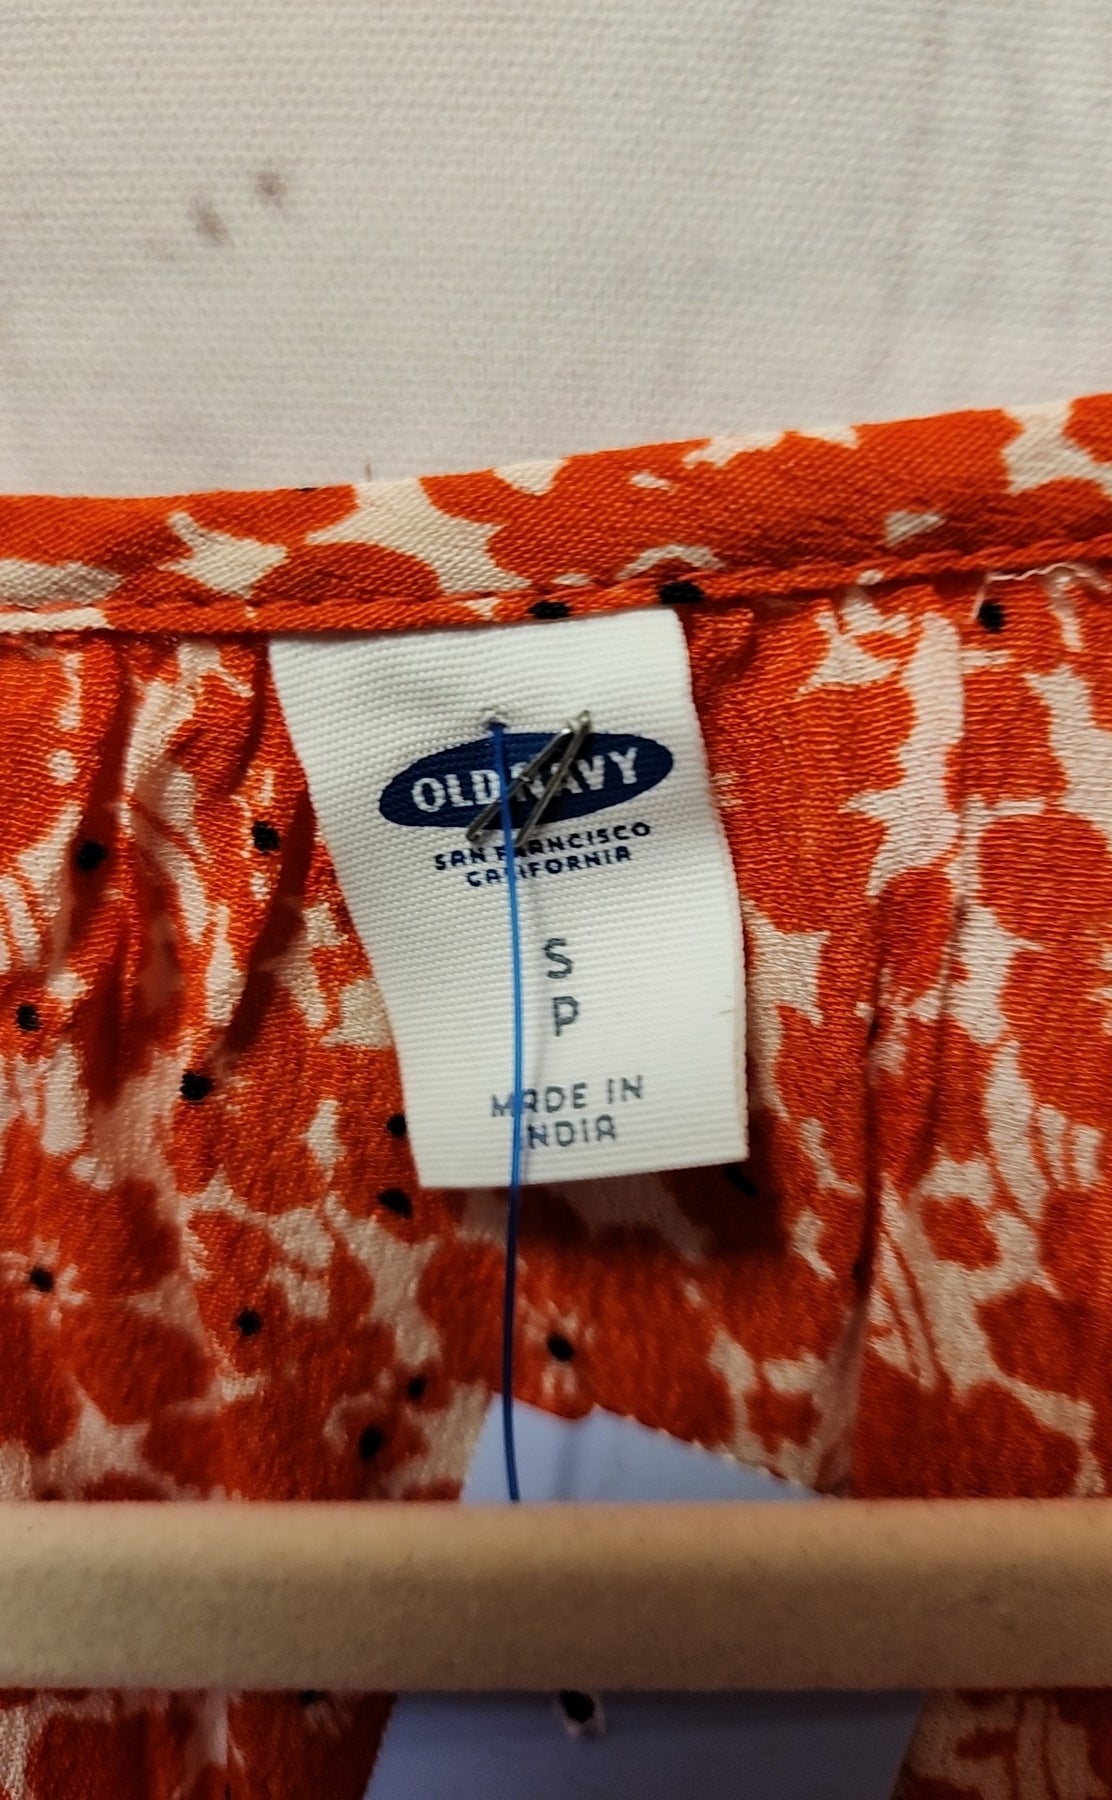 OLD NAVY
SAN FRANCISCO
CALIFORNIA
S
P
MADE IN
INDIA